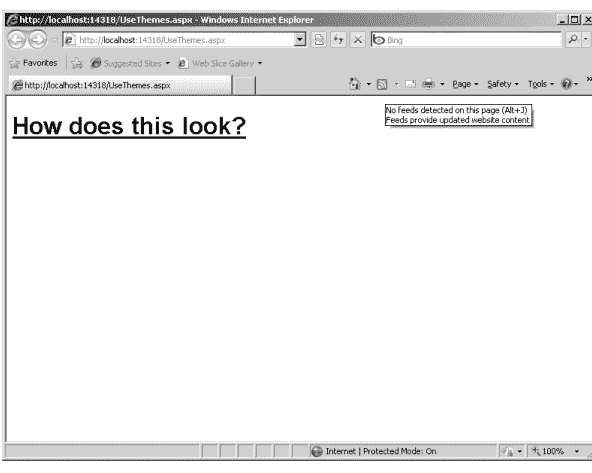 http://localhost:14318/UseThemes.aspx - Windows Internet Explorer
http://localhost:14318/UseThemes.aspx
Bing
Favorites
Suggested Sites
Web Slice Gallery
http://localhost:14318/UseThemes.aspx
Page
Safety
Tools
No feeds detected on this page (Alt+J)
Feeds provide updated website content
How does this look?
Internet | Protected Mode: On
100%